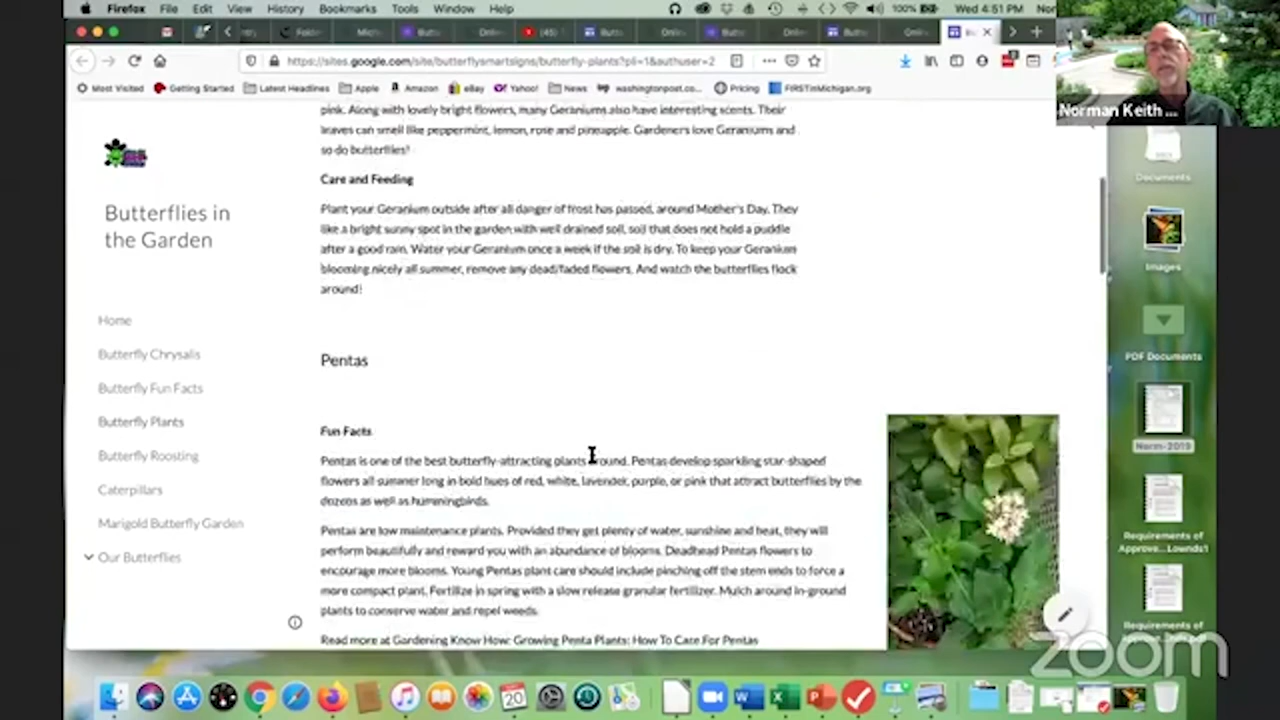 Firefox File Edit View History Bookmarks Tools Window Help 100% Wed 4:51 PM Nor
https://sites.google.com/site/butterflysmartsigns/butterfly-plants?pli=1&authuser=2
Most Visited Getting Started Latest Headlines Apple Amazon eBay Yahoo! News washingtonpost.co... Pricing FIRSTinMichigan.org
Norman Keith ...
pink. Along with lovely bright flowers, many Geraniums also have interesting scents. Their
leaves can smell like peppermint, lemon, rose and pineapple. Gardeners love Geraniums and
so do butterflies!
Care and Feeding
Plant your Geranium outside after all danger of frost has passed, around Mother's Day. They
like a bright sunny spot in the garden with well drained soil, soil that does not hold a puddle
after a good rain. Water your Geranium once a week if the soil is dry. To keep your Geranium
blooming nicely all summer, remove any dead/faded flowers. And watch the butterflies flock
around!
Butterflies in
the Garden
Home
Butterfly Chrysalis
Butterfly Fun Facts
Butterfly Plants
Butterfly Roosting
Caterpillars
Marigold Butterfly Garden
Our Butterflies
Pentas
Fun Facts
Pentas is one of the best butterfly-attracting plants around. Pentas develop sparkling star-shaped
flowers all summer long in bold hues of red, white, lavender, purple, or pink that attract butterflies by the
dozens as well as hummingbirds.
Pentas are low maintenance plants. Provided they get plenty of water, sunshine and heat, they will
perform beautifully and reward you with an abundance of blooms. Deadhead Pentas flowers to
encourage more blooms. Young Pentas plant care should include pinching off the stem ends to force a
more compact plant. Fertilize in spring with a slow release granular fertilizer. Mulch around in-ground
plants to conserve water and repel weeds.
Read more at Gardening Know How: Growing Penta Plants: How To Care For Pentas
Documents
Images
PDF Documents
Norm-2019
Requirements of
Approve...Lownds1
Requirements of
zoom
20